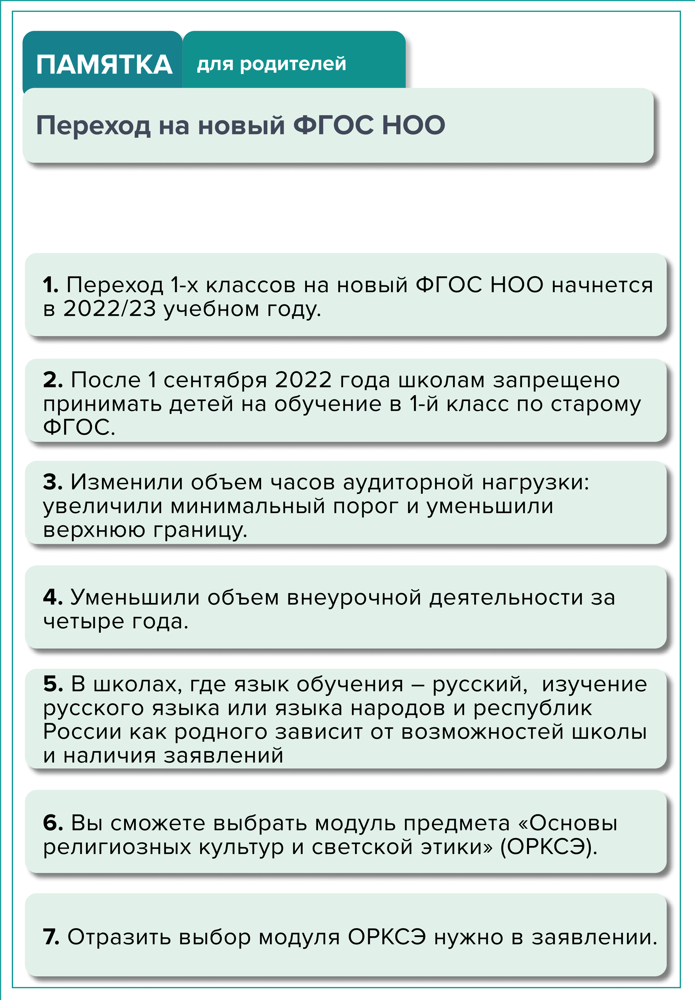 ПАМЯТКА для родителей
Переход на новый ФГОС НОО
1. Переход 1-х классов на новый ФГОС НОО начнется
в 2022/23 учебном году.
2. После 1 сентября 2022 года школам запрещено
принимать детей на обучение в 1-й класс по старому
ФГОС.
3. Изменили объем часов аудиторной нагрузки:
увеличили минимальный порог и уменьшили
верхнюю границу.
4. Уменьшили объем внеурочной деятельности за
четыре года.
5. В школах, где язык обучения – русский,  изучение
русского языка или языка народов и республик
России как родного зависит от возможностей школы
и наличия заявлений
6. Вы сможете выбрать модуль предмета «Основы
религиозных культур и светской этики» (ОРКСЭ).
7. Отразить выбор модуля ОРКСЭ нужно в заявлении.